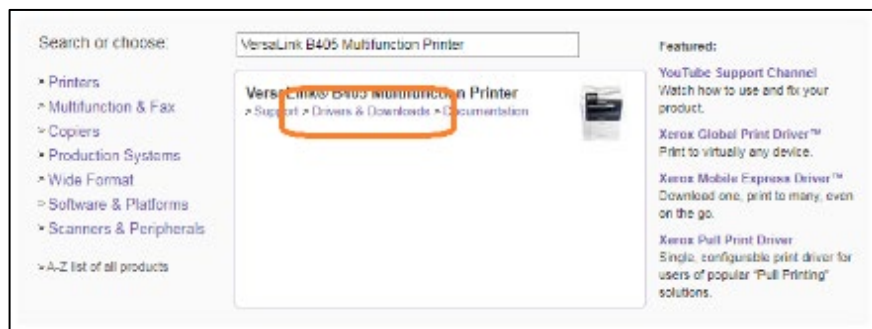 Search or choose:
VersaLink B405 Multifunction Printer
Printers
Multifunction & Fax
Copiers
Production Systems
Wide Format
Software & Platforms
Scanners & Peripherals
A-Z list of all products
VersaLink® B405 Multifunction Printer
Support Drivers & Downloads Documentation
Featured:
YouTube Support Channel
Watch how to use and fix your
product.
Xerox Global Print Driver™
Print to virtually any device.
Xerox Mobile Express Driver™
Download one, print to many, even
on the go.
Xerox Pull Print Driver
Single, configurable print driver for
users of popular "Pull Printing"
solutions.